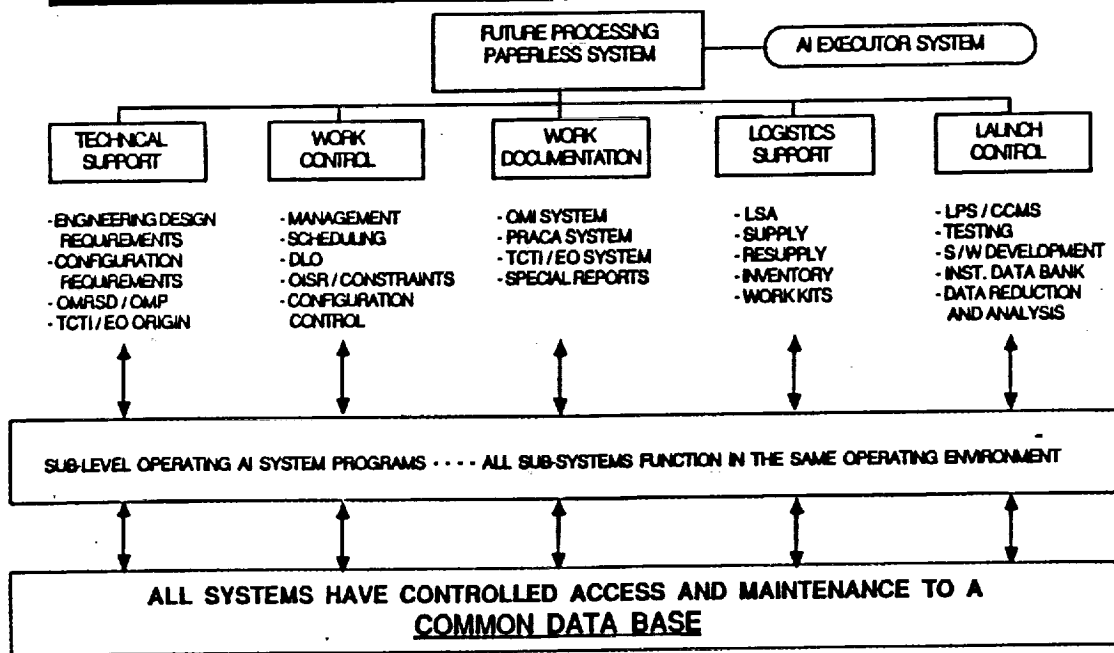 FUTURE PROCESSING
PAPERLESS SYSTEM
AI EXECUTOR SYSTEM
TECHNICAL
SUPPORT
- ENGINEERING DESIGN
REQUIREMENTS
- CONFIGURATION
REQUIREMENTS
- OMRSD / OMP
- TCTI / EO ORIGIN
WORK
CONTROL
- MANAGEMENT
- SCHEDULING
- DLO
- OISR / CONSTRAINTS
- CONFIGURATION
CONTROL
WORK
DOCUMENTATION
- OMI SYSTEM
- PRACA SYSTEM
- TCTI / EO SYSTEM
- SPECIAL REPORTS
LOGISTICS
SUPPORT
- LSA
- SUPPLY
- RESUPPLY
- INVENTORY
- WORK KITS
LAUNCH
CONTROL
- LPS / CCMS
- TESTING
- S/W DEVELOPMENT
- INST. DATA BANK
- DATA REDUCTION
AND ANALYSIS
SUB-LEVEL OPERATING AI SYSTEM PROGRAMS ···· ALL SUB-SYSTEMS FUNCTION IN THE SAME OPERATING ENVIRONMENT
ALL SYSTEMS HAVE CONTROLLED ACCESS AND MAINTENANCE TO A
COMMON DATA BASE